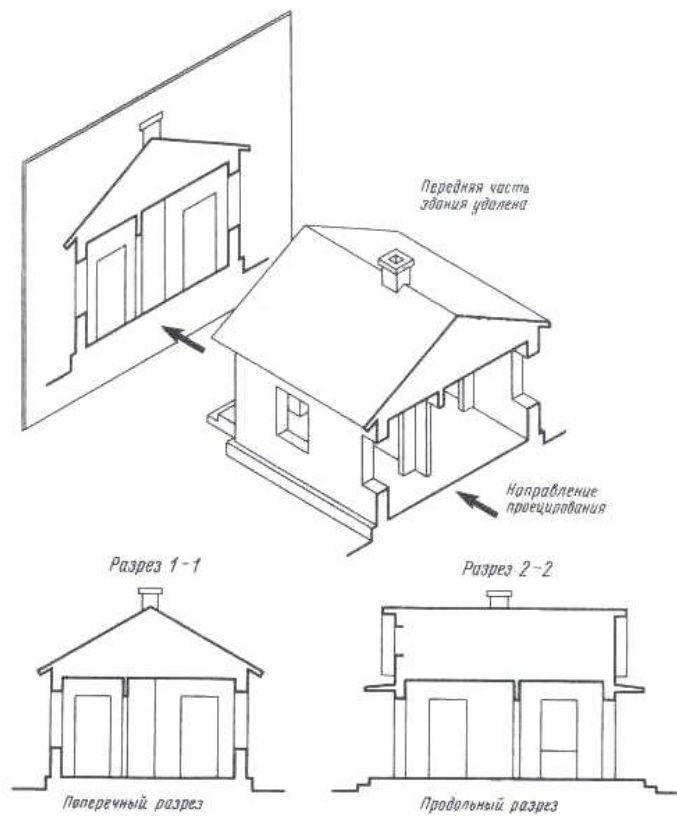 Передняя часть
здания удалена
Направление
проецирования
Разрез 1-1
Разрез 2-2
Поперечный разрез
Продольный разрез